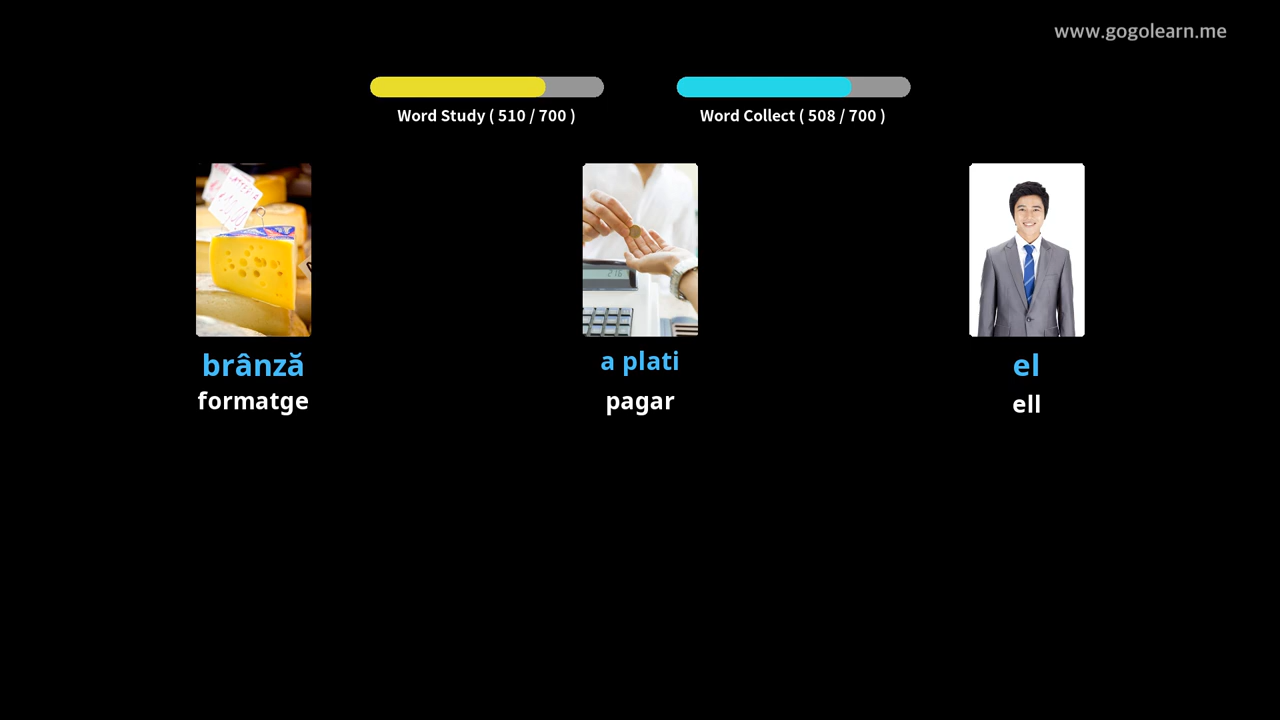 www.gogolearn.me
Word Study ( 510 / 700 )
Word Collect ( 508 / 700 )
brânză
formatge
a plati
pagar
el
ell